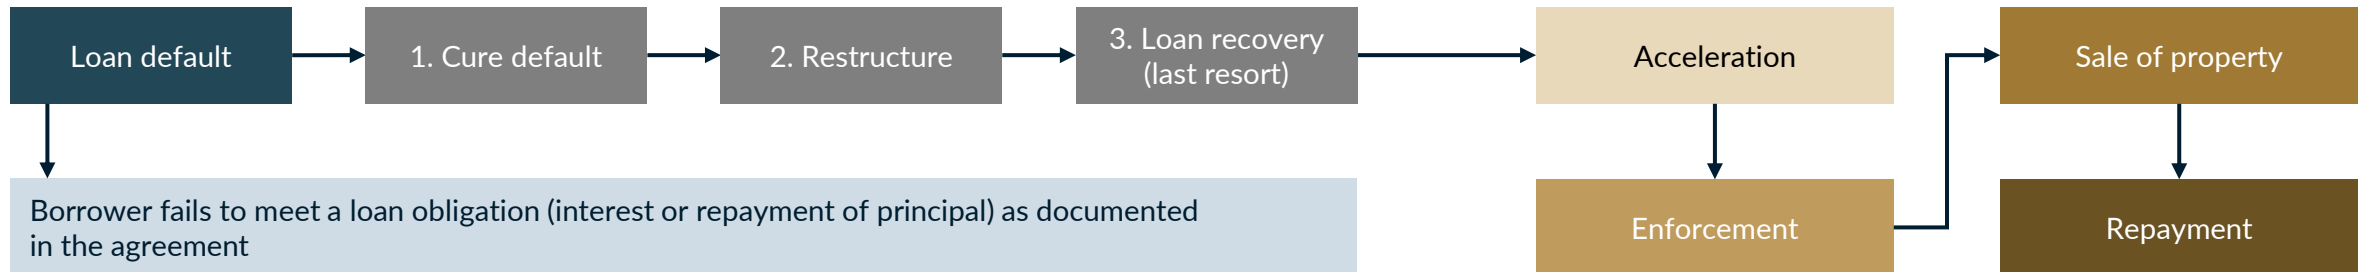 Loan default
1. Cure default
2. Restructure
3. Loan recovery
(last resort)
Acceleration
Sale of property
Borrower fails to meet a loan obligation (interest or repayment of principal) as documented
in the agreement
Enforcement
Repayment